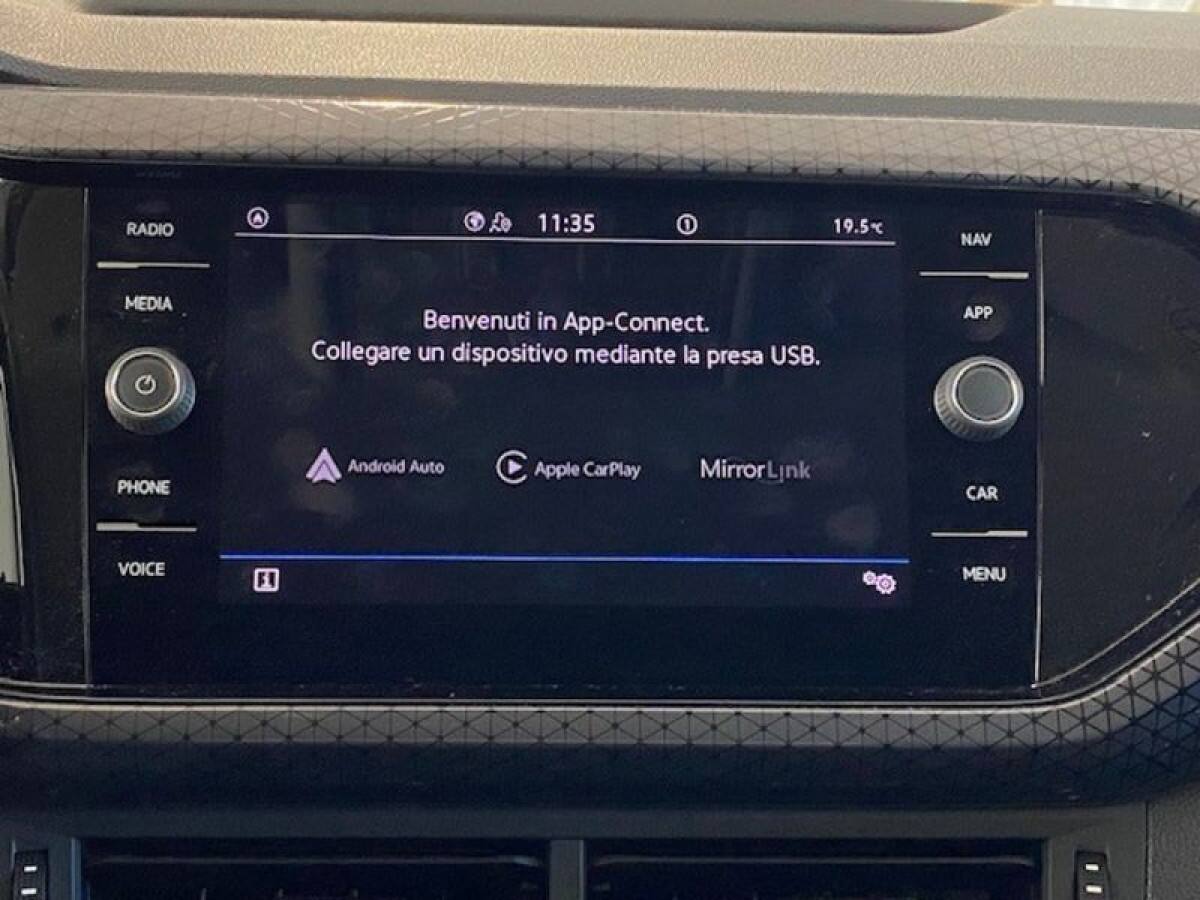 RADIO
MEDIA
PHONE
VOICE
11:35
1
19.5°C
Benvenuti in App-Connect.
Collegare un dispositivo mediante la presa USB.
Android Auto
Apple CarPlay
MirrorLink
NAV
APP
CAR
MENU